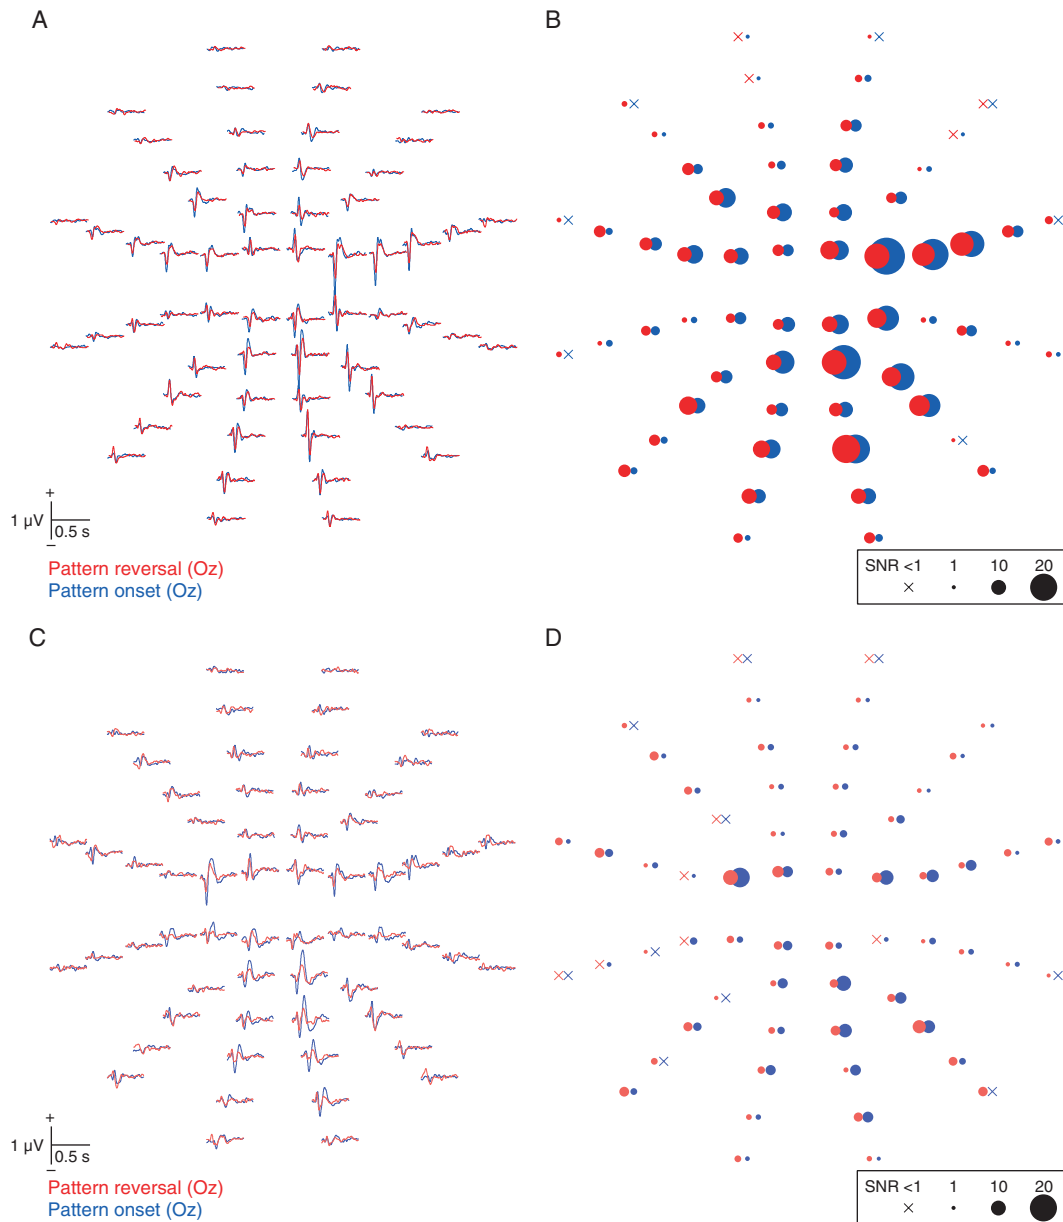 A
B
+
1 μV
0.5 s
–
Pattern reversal (Oz)
Pattern onset (Oz)
SNR <1 1 10 20
C
D
+
1 μV
0.5 s
–
Pattern reversal (Oz)
Pattern onset (Oz)
SNR <1 1 10 20